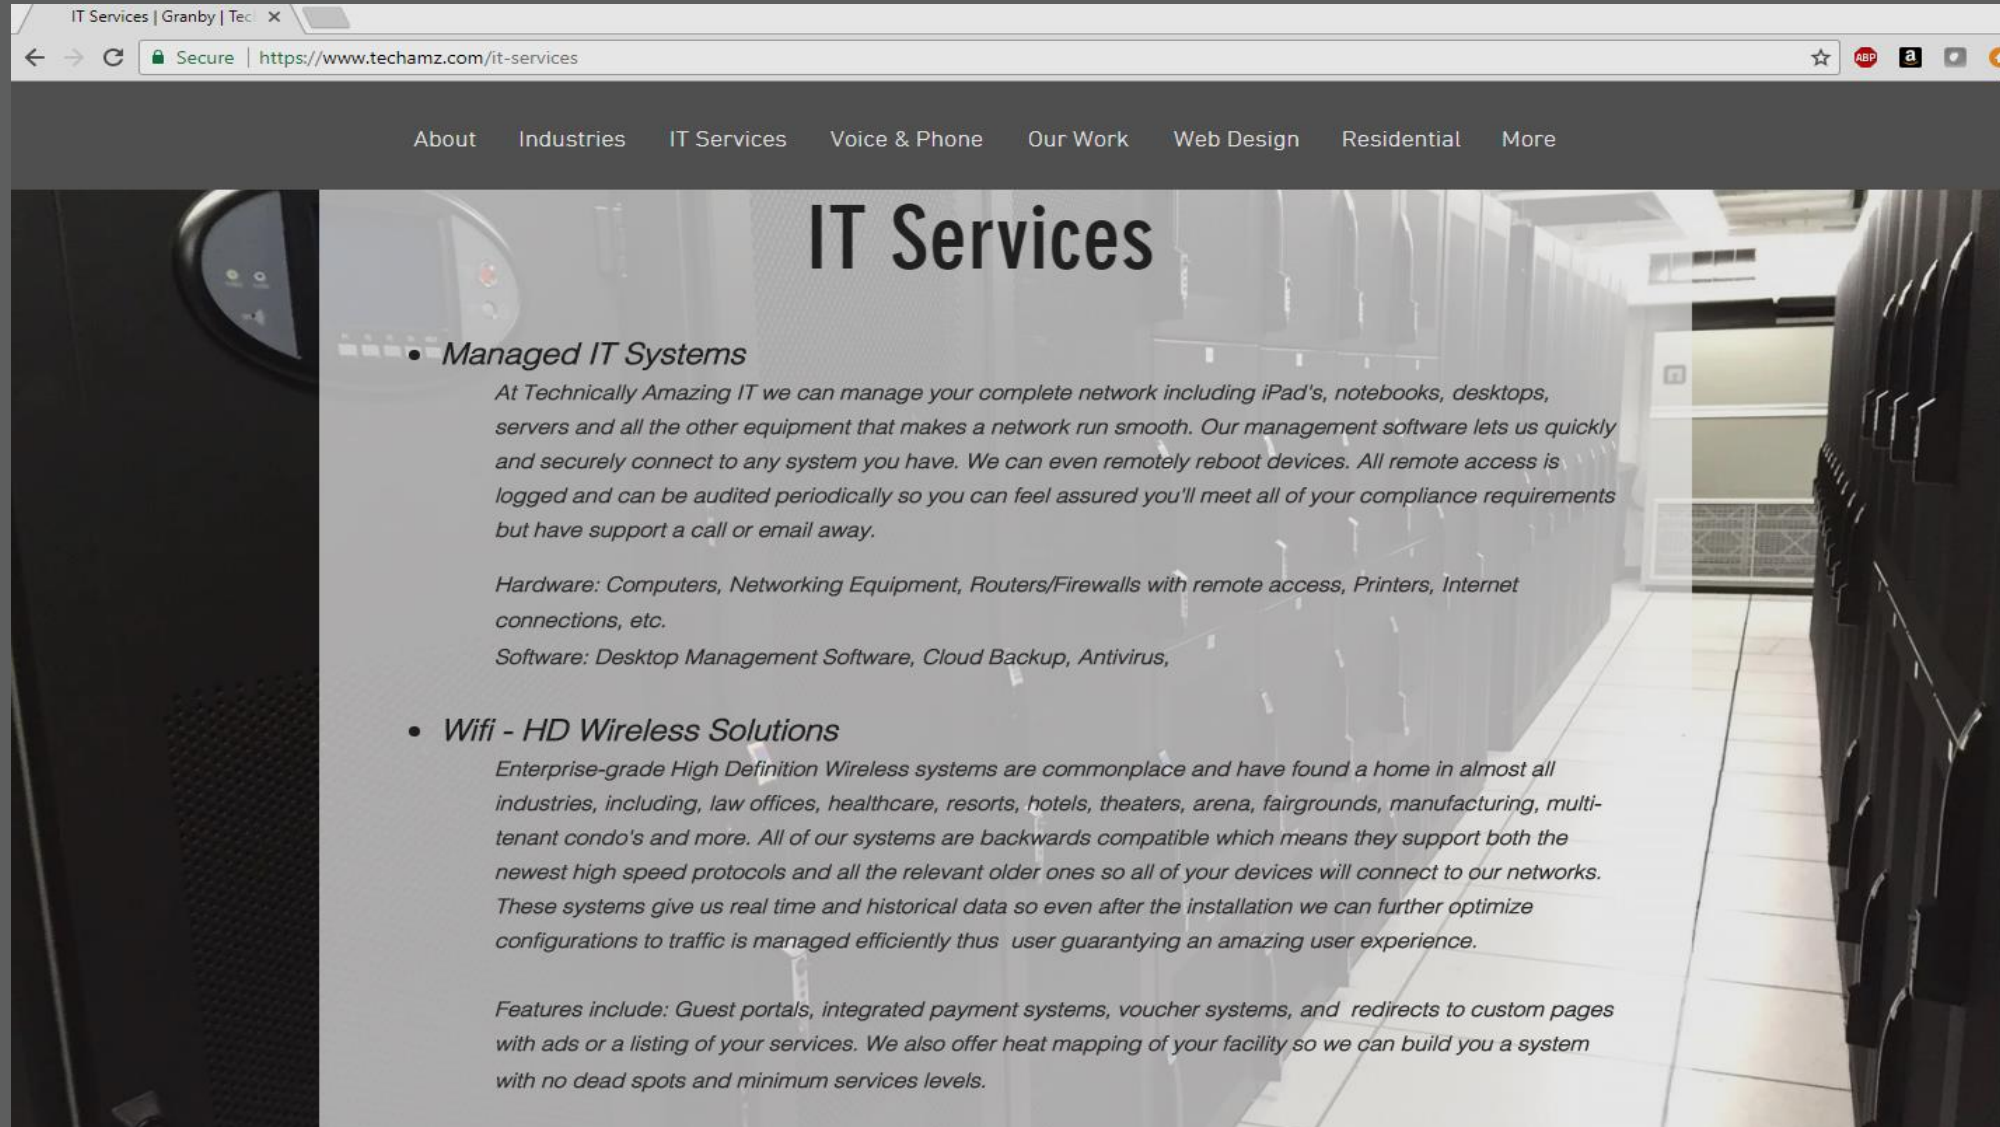 IT Services | Granby | Tec
Secure | https://www.techamz.com/it-services
ABP
a
About Industries IT Services Voice & Phone Our Work Web Design Residential More
IT Services
• Managed IT Systems
At Technically Amazing IT we can manage your complete network including iPad's, notebooks, desktops,
servers and all the other equipment that makes a network run smooth. Our management software lets us quickly
and securely connect to any system you have. We can even remotely reboot devices. All remote access is
logged and can be audited periodically so you can feel assured you'll meet all of your compliance requirements
but have support a call or email away.
Hardware: Computers, Networking Equipment, Routers/Firewalls with remote access, Printers, Internet
connections, etc.
Software: Desktop Management Software, Cloud Backup, Antivirus,
• Wifi - HD Wireless Solutions
Enterprise-grade High Definition Wireless systems are commonplace and have found a home in almost all
industries, including, law offices, healthcare, resorts, hotels, theaters, arena, fairgrounds, manufacturing, multi-
tenant condo's and more. All of our systems are backwards compatible which means they support both the
newest high speed protocols and all the relevant older ones so all of your devices will connect to our networks.
These systems give us real time and historical data so even after the installation we can further optimize
configurations to traffic is managed efficiently thus  user guarantying an amazing user experience.
Features include: Guest portals, integrated payment systems, voucher systems, and  redirects to custom pages
with ads or a listing of your services. We also offer heat mapping of your facility so we can build you a system
with no dead spots and minimum services levels.